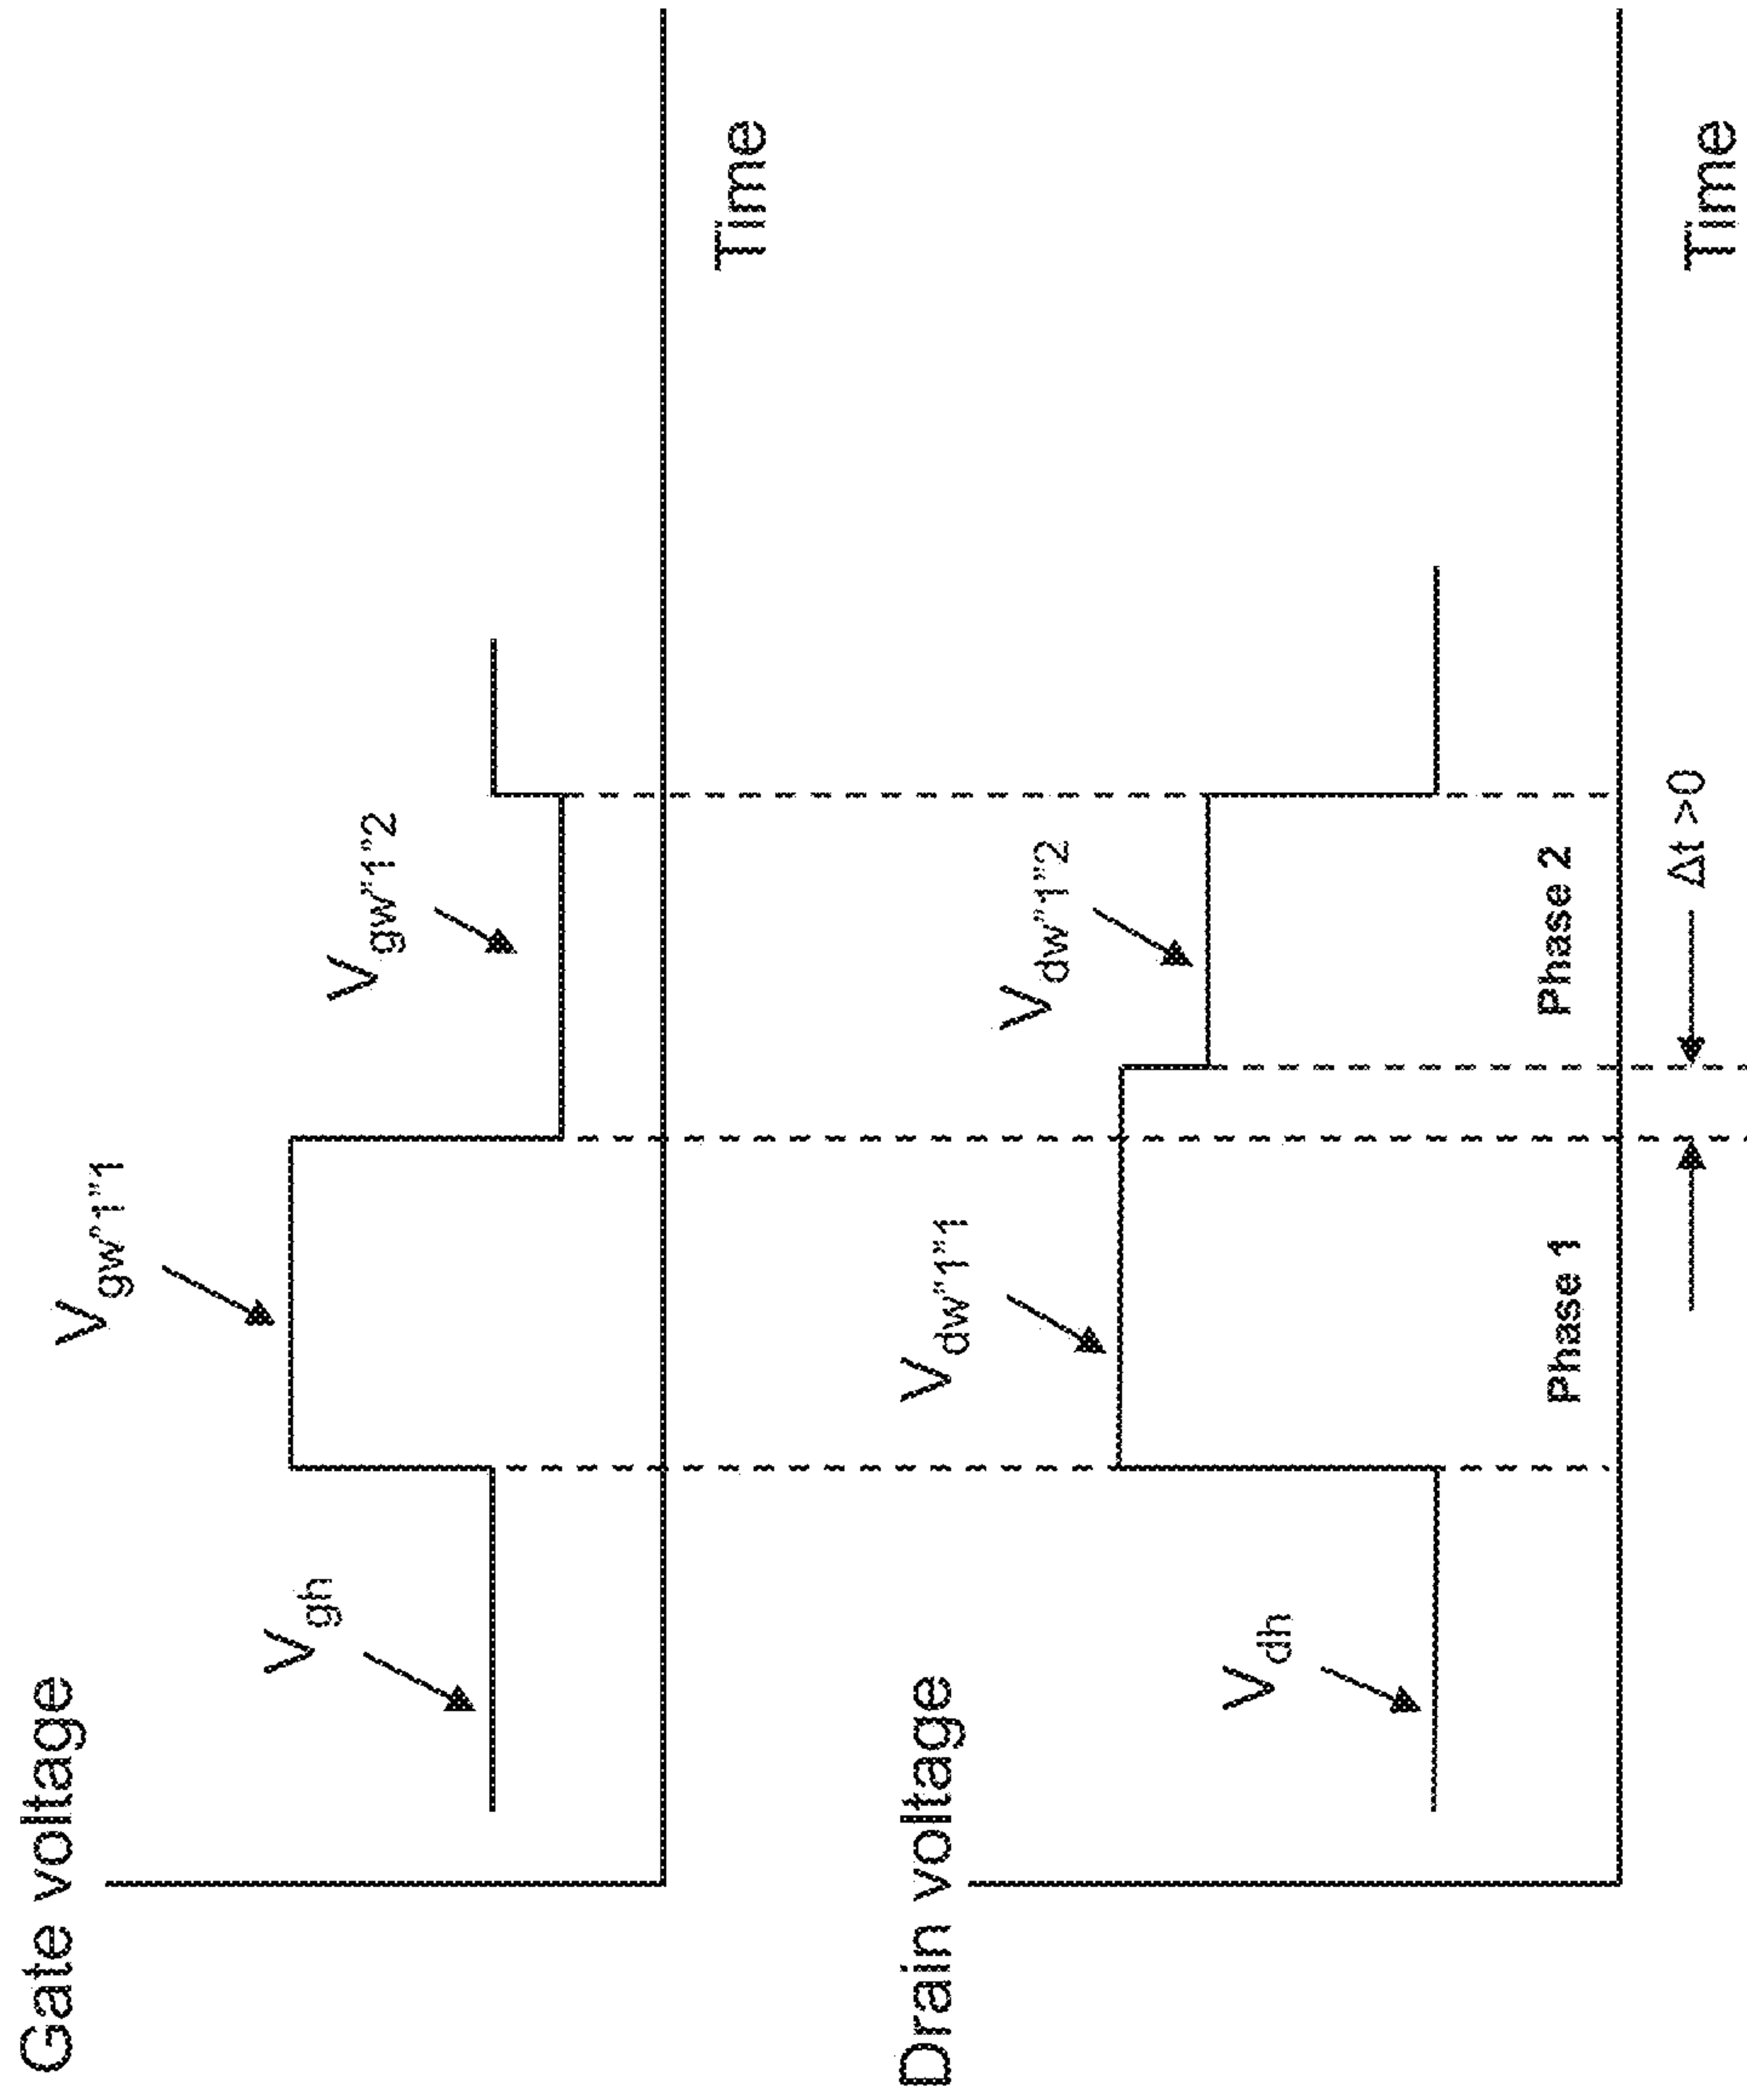 Gate voltage
Vgw"1"1
Vgh
Vgw"1"2
Time
Drain voltage
Vdw"1"1
Vdw"1"2
Vdh
Phase 1
Phase 2
Time
Δt >0